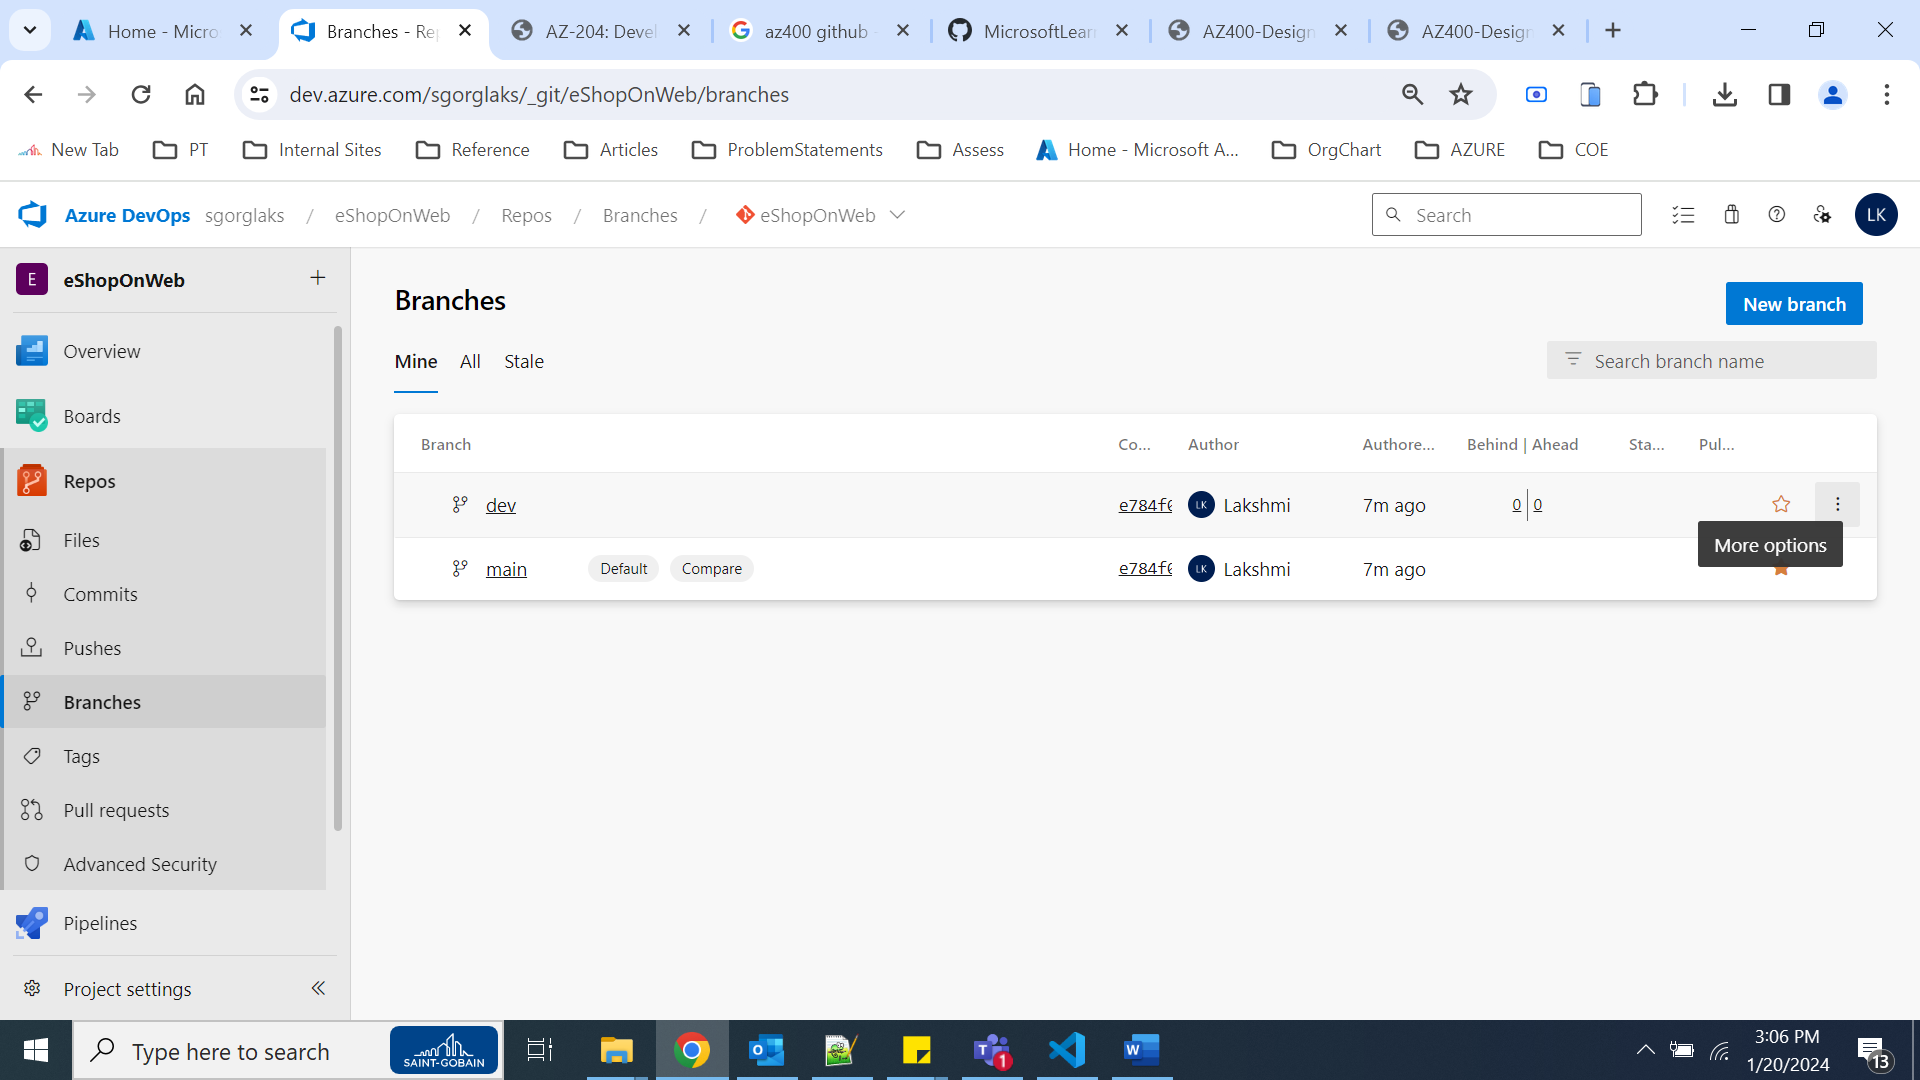 Home - Micro
Branches - Rep
AZ-204: Devel
az400 github -
MicrosoftLearn
AZ400-Design
AZ400-Design
dev.azure.com/sgorglaks/_git/eShopOnWeb/branches
New Tab
PT
Internal Sites
Reference
Articles
ProblemStatements
Assess
Home - Microsoft A...
OrgChart
AZURE
COE
Azure DevOps sgorglaks / eShopOnWeb / Repos / Branches / eShopOnWeb
Search
LK
E eShopOnWeb
Overview
Boards
Repos
Files
Commits
Pushes
Branches
Tags
Pull requests
Advanced Security
Pipelines
Project settings
Branches
New branch
Mine All Stale
Search branch name
Branch Co... Author Authore... Behind | Ahead Sta... Pul...
dev e784f0 LK Lakshmi 7m ago 0 0
More options
main Default Compare e784f0 LK Lakshmi 7m ago
Type here to search
SAINT-GOBAIN
1
3:06 PM
1/20/2024
13